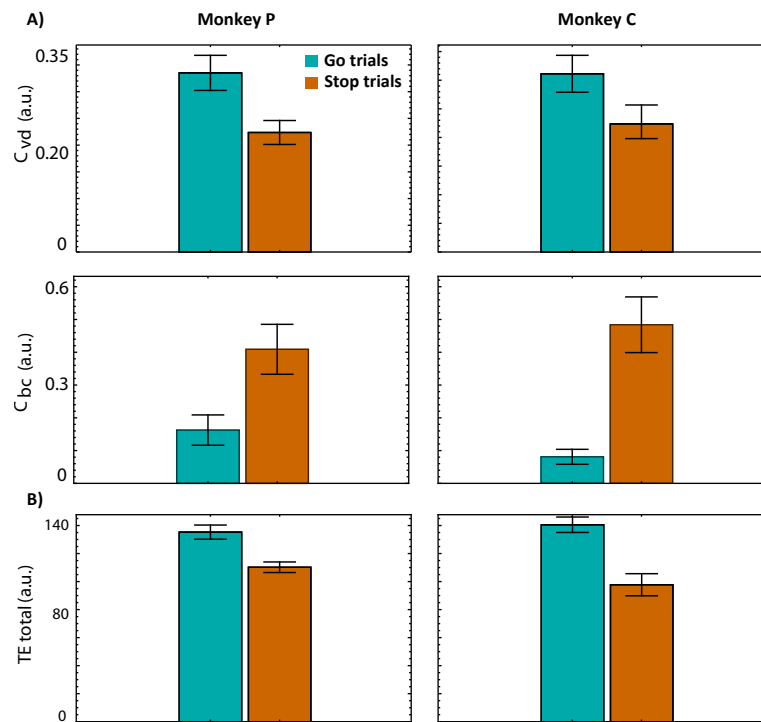 A)
Monkey P
Monkey C
0.35
0.20
0
C vd (a.u.)
Go trials
Stop trials
0.6
0.3
0
C bc (a.u.)
B)
140
80
0
TE total (a.u.)